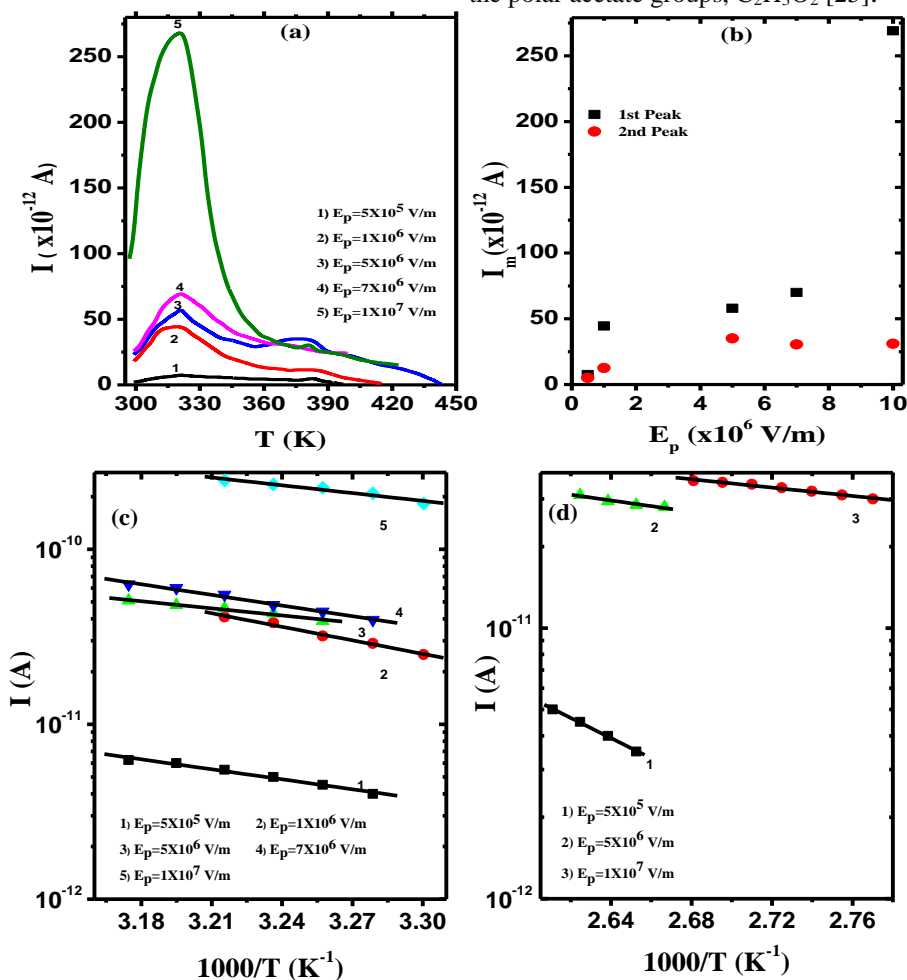 the polar acetate groups, C2H3O2 [23].
(a)
I (x10^-12 A)
250
200
150
100
50
0
5
4
3
2
1
1) Ep=5X10^5 V/m
2) Ep=1X10^6 V/m
3) Ep=5X10^6 V/m
4) Ep=7X10^6 V/m
5) Ep=1X10^7 V/m
300 330 360 390 420 450
T (K)
(b)
Im(x10^-12 A)
250
200
150
100
50
0
1st Peak
2nd Peak
0 2 4 6 8 10
Ep (x10^6 V/m)
(c)
I (A)
10^-10
10^-11
10^-12
5
4
3
2
1
1) Ep=5X10^5 V/m 2) Ep=1X10^6 V/m
3) Ep=5X10^6 V/m 4) Ep=7X10^6 V/m
5) Ep=1X10^7 V/m
3.18 3.21 3.24 3.27 3.30
1000/T (K^-1)
(d)
I (A)
10^-11
10^-12
2
3
1
1) Ep=5X10^5 V/m
2) Ep=5X10^6 V/m
3) Ep=1X10^7 V/m
2.64 2.68 2.72 2.76
1000/T (K^-1)